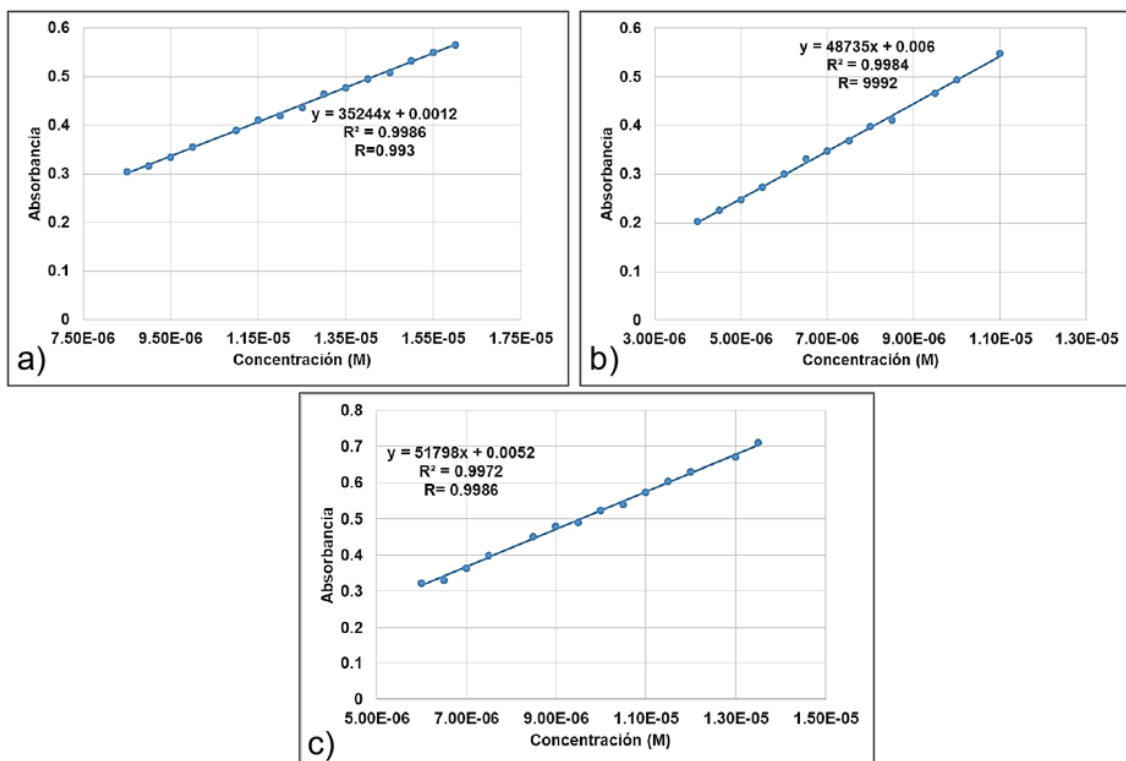 0.6
0.5
0.4
0.3
0.2
0.1
0
Absorbancia
y = 35244x + 0.0012
R² = 0.9986
R=0.993
7.50E-06 9.50E-06 1.15E-05 1.35E-05 1.55E-05 1.75E-05
Concentración (M)
a)
0.6
0.5
0.4
0.3
0.2
0.1
0
Absorbancia
y = 48735x + 0.006
R² = 0.9984
R= 9992
3.00E-06 5.00E-06 7.00E-06 9.00E-06 1.10E-05 1.30E-05
Concentración (M)
b)
0.8
0.7
0.6
0.5
0.4
0.3
0.2
0.1
0
Absorbancia
y = 51798x + 0.0052
R² = 0.9972
R= 0.9986
5.00E-06 7.00E-06 9.00E-06 1.10E-05 1.30E-05 1.50E-05
Concentración (M)
c)